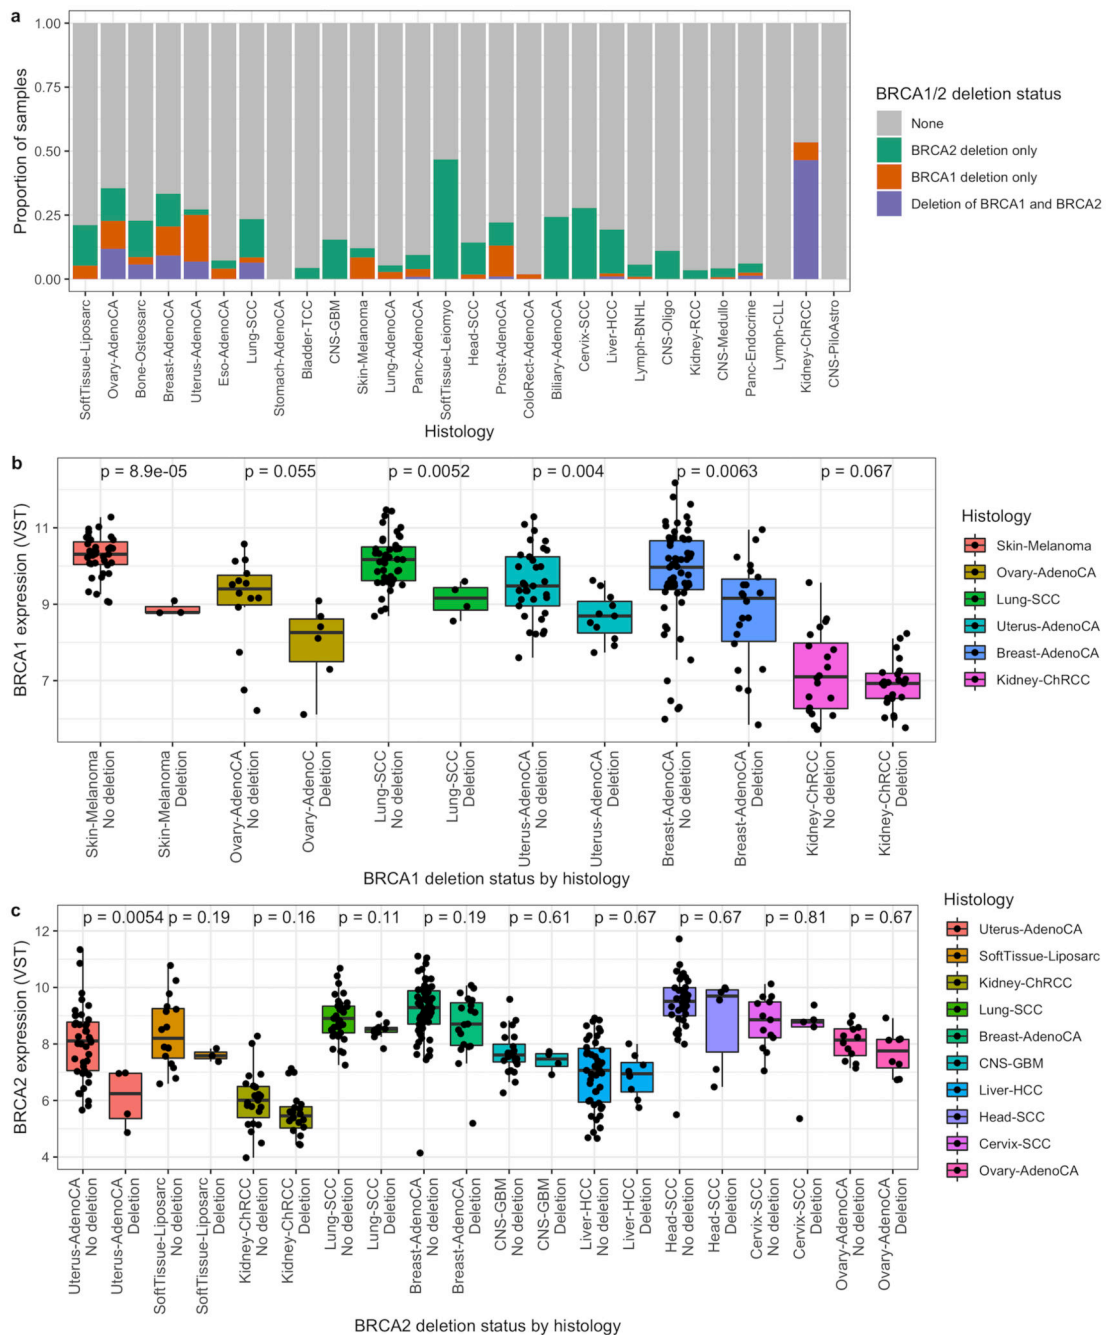 a
1.00
0.75
0.50
0.25
0.00
Proportion of samples
SoftTissue-Liposarc
Ovary-AdenoCA
Bone-Osteosarc
Breast-AdenoCA
Uterus-AdenoCA
Eso-AdenoCA
Lung-SCC
Stomach-AdenoCA
Bladder-TCC
CNS-GBM
Skin-Melanoma
Lung-AdenoCA
Panc-AdenoCA
SoftTissue-Leiomyo
Head-SCC
Prost-AdenoCA
ColoRect-AdenoCA
Biliary-AdenoCA
Cervix-SCC
Liver-HCC
Lymph-BNHL
CNS-Oligo
Kidney-RCC
CNS-Medullo
Panc-Endocrine
Lymph-CLL
Kidney-ChRCC
CNS-PiloAstro
Histology
BRCA1/2 deletion status
None
BRCA2 deletion only
BRCA1 deletion only
Deletion of BRCA1 and BRCA2
b
p = 8.9e-05
p = 0.055
p = 0.0052
p = 0.004
p = 0.0063
p = 0.067
11
9
7
BRCA1 expression (VST)
Skin-Melanoma
No deletion
Skin-Melanoma
Deletion
Ovary-AdenoCA
No deletion
Ovary-AdenoC
Deletion
Lung-SCC
No deletion
Lung-SCC
Deletion
Uterus-AdenoCA
No deletion
Uterus-AdenoCA
Deletion
Breast-AdenoCA
No deletion
Breast-AdenoCA
Deletion
Kidney-ChRCC
No deletion
Kidney-ChRCC
Deletion
BRCA1 deletion status by histology
Histology
Skin-Melanoma
Ovary-AdenoCA
Lung-SCC
Uterus-AdenoCA
Breast-AdenoCA
Kidney-ChRCC
c
p = 0.0054
p = 0.19
p = 0.16
p = 0.11
p = 0.19
p = 0.61
p = 0.67
p = 0.67
p = 0.81
p = 0.67
12
10
8
6
4
BRCA2 expression (VST)
Uterus-AdenoCA
No deletion
Uterus-AdenoCA
Deletion
SoftTissue-Liposarc
No deletion
SoftTissue-Liposarc
Deletion
Kidney-ChRCC
No deletion
Kidney-ChRCC
Deletion
Lung-SCC
No deletion
Lung-SCC
Deletion
Breast-AdenoCA
No deletion
Breast-AdenoCA
Deletion
CNS-GBM
No deletion
CNS-GBM
Deletion
Liver-HCC
No deletion
Liver-HCC
Deletion
Head-SCC
No deletion
Head-SCC
Deletion
Cervix-SCC
No deletion
Cervix-SCC
Deletion
Ovary-AdenoCA
No deletion
Ovary-AdenoCA
Deletion
BRCA2 deletion status by histology
Histology
Uterus-AdenoCA
SoftTissue-Liposarc
Kidney-ChRCC
Lung-SCC
Breast-AdenoCA
CNS-GBM
Liver-HCC
Head-SCC
Cervix-SCC
Ovary-AdenoCA